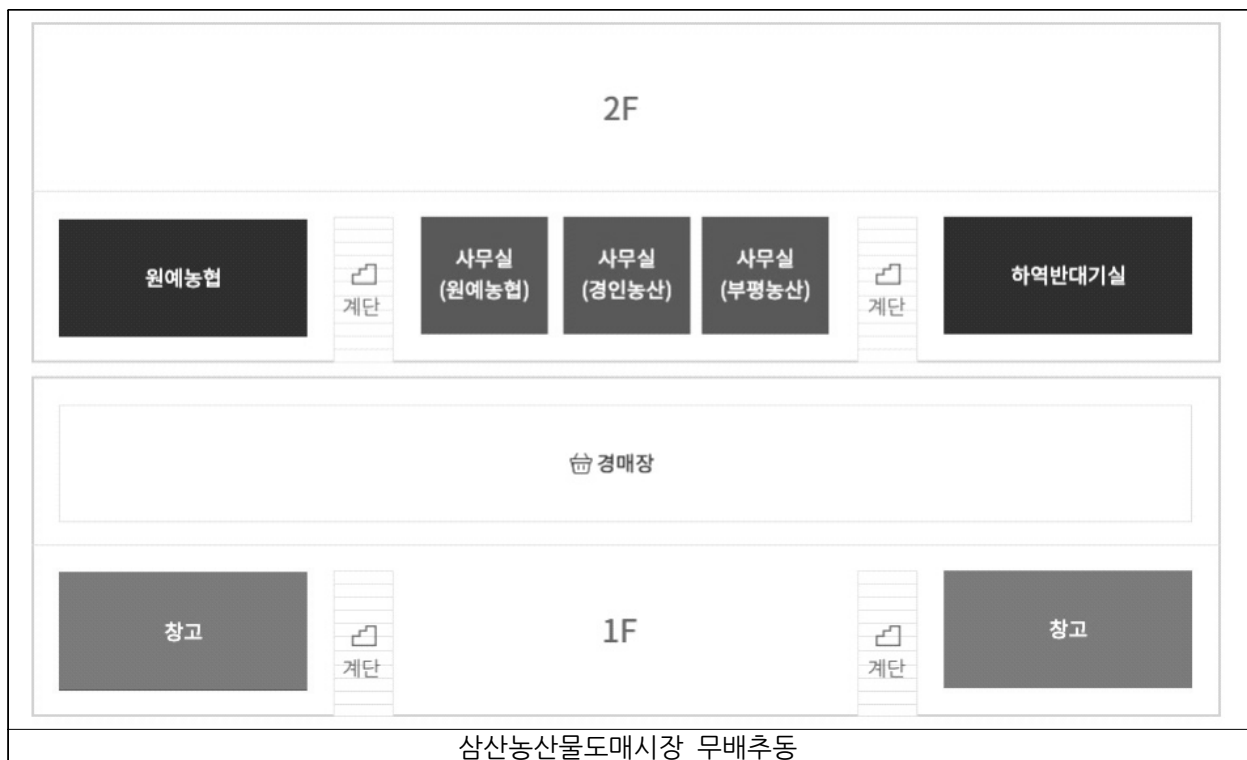 2F
원예농협
계단
사무실
(원예농협)
사무실
(경인농산)
사무실
(부평농산)
계단
하역반대기실
경매장
창고
계단
1F
계단
창고
삼산농산물도매시장 무배추동